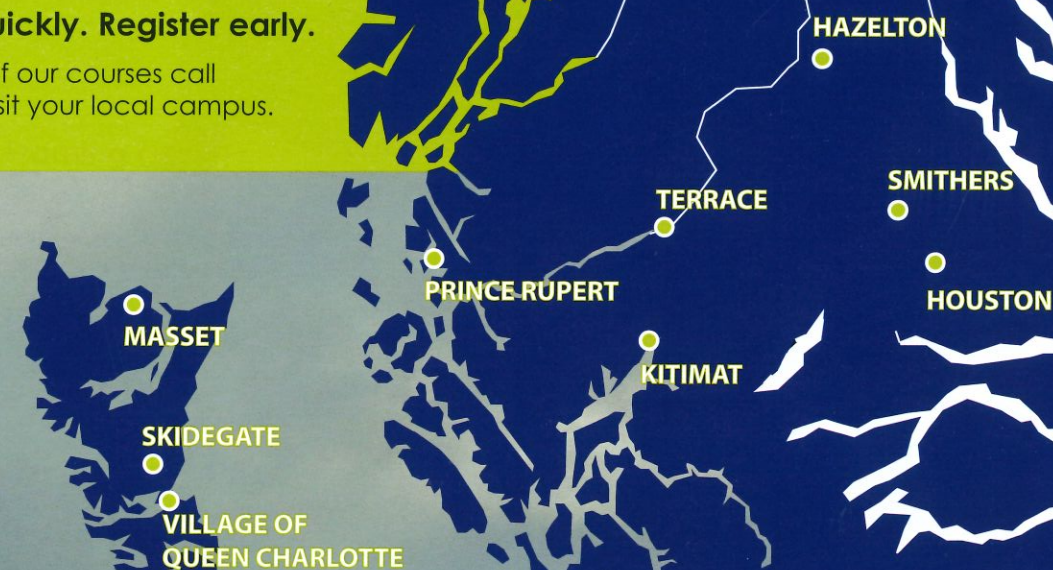 uickly. Register early.
f our courses call
sit your local campus.
HAZELTON
SMITHERS
TERRACE
PRINCE RUPERT
HOUSTON
MASSET
KITIMAT
SKIDEGATE
VILLAGE OF
QUEEN CHARLOTTE